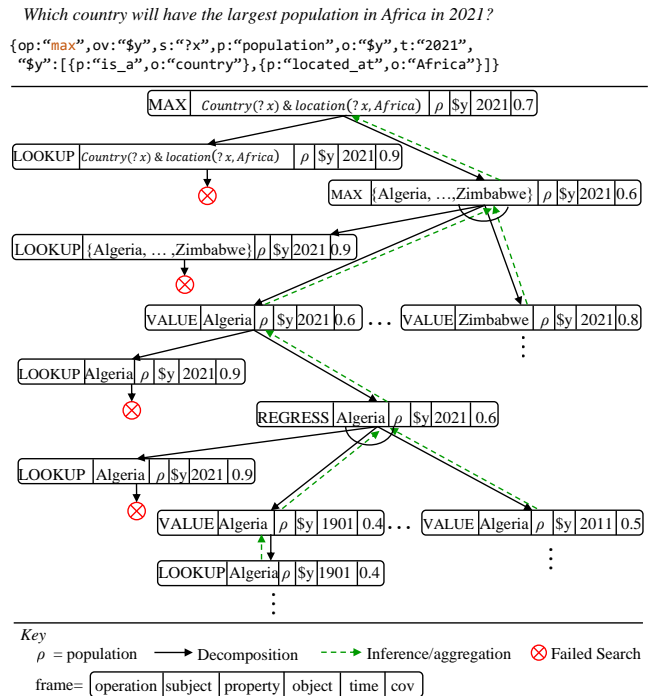 Which country will have the largest population in Africa in 2021?
{op:“max”,ov:“$y”,s:“?x”,p:“population”,o:“$y”,t:“2021”,
“$y”:[{p:“is_a”,o:“country”},{p:“located_at”,o:“Africa”}]}
MAX Country(? x) & location(? x, Africa) ρ $y 2021 0.7
LOOKUP Country(? x) & location(? x, Africa) ρ $y 2021 0.9
MAX {Algeria, …,Zimbabwe} ρ $y 2021 0.6
LOOKUP {Algeria, … ,Zimbabwe} ρ $y 2021 0.9
VALUE Algeria ρ $y 2021 0.6 ... VALUE Zimbabwe ρ $y 2021 0.8
LOOKUP Algeria ρ $y 2021 0.9
REGRESS Algeria ρ $y 2021 0.6
LOOKUP Algeria ρ $y 2021 0.9
VALUE Algeria ρ $y 1901 0.4 ... VALUE Algeria ρ $y 2011 0.5
LOOKUP Algeria ρ $y 1901 0.4
Key
ρ = population Decomposition Inference/aggregation Failed Search
frame= operation subject property object time cov